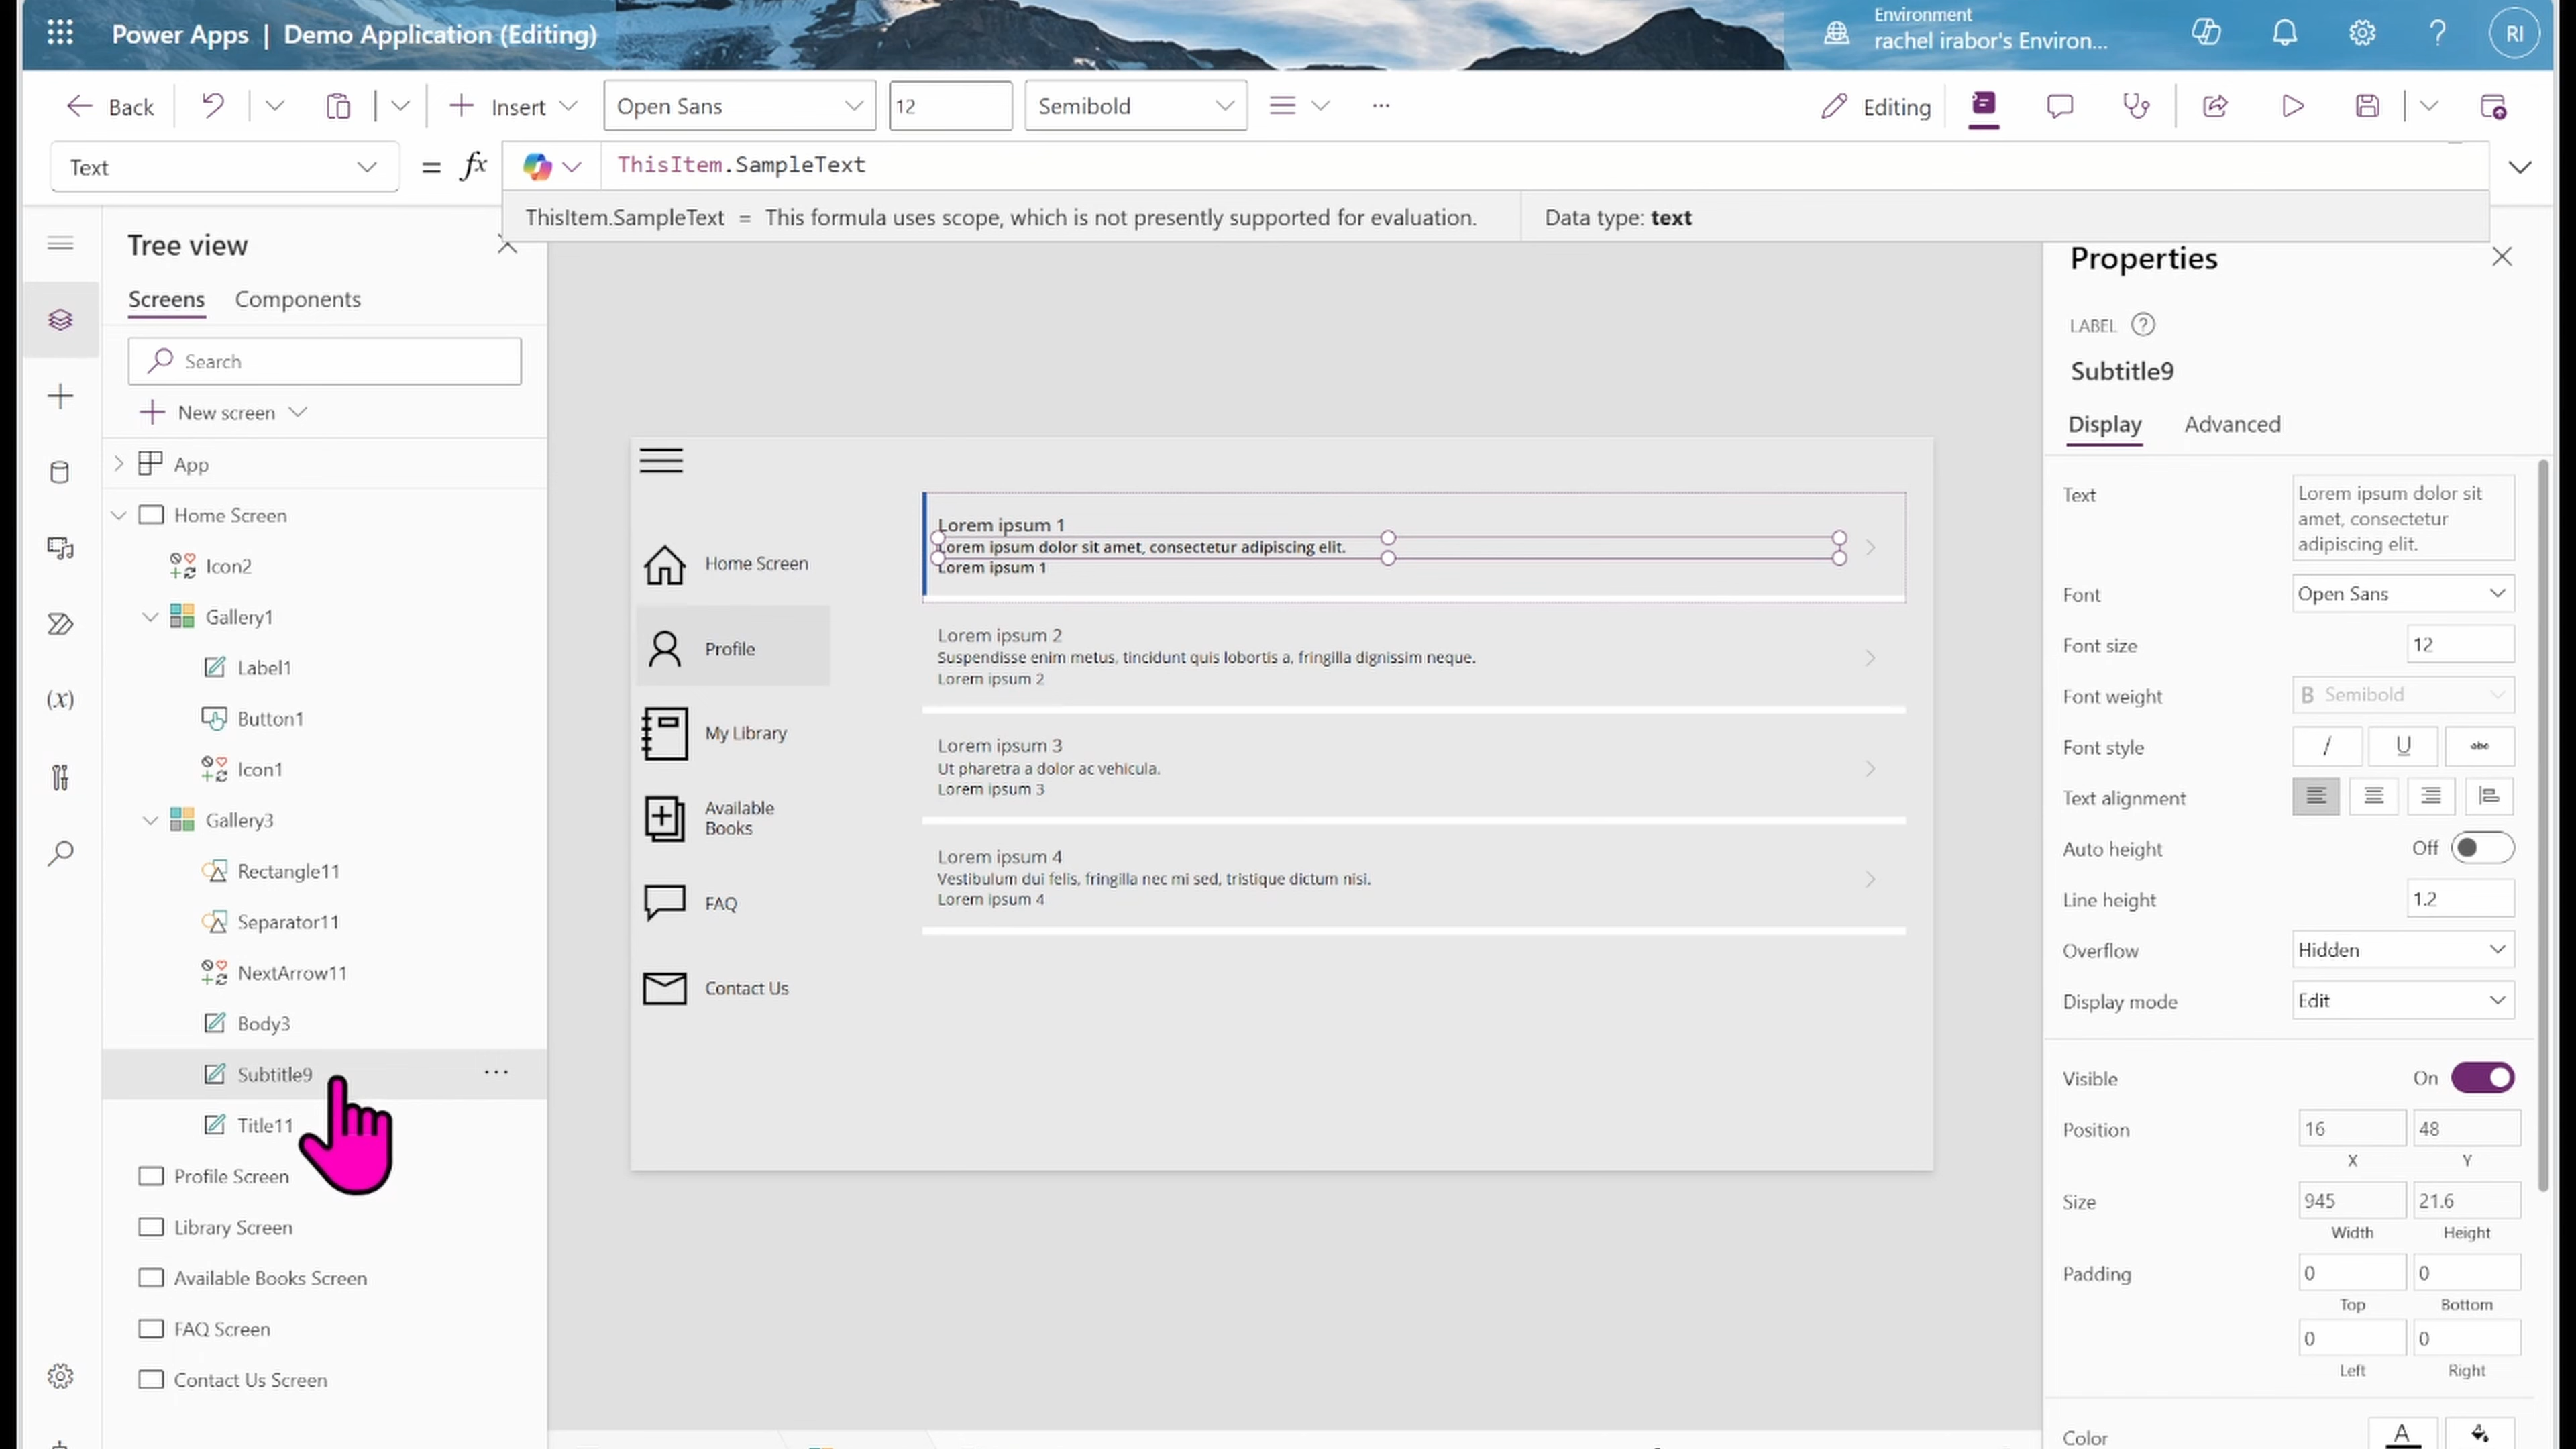 Power Apps | Demo Application (Editing)
Environment
rachel irabor's Environ...
RI
Back
Insert
Open Sans
12
Semibold
...
Editing
Text
= fx
ThisItem.SampleText
ThisItem.SampleText = This formula uses scope, which is not presently supported for evaluation.
Data type: text
Tree view
Screens
Components
Search
New screen
App
Home Screen
Icon2
Gallery1
Label1
Button1
Icon1
Gallery3
Rectangle11
Separator11
NextArrow11
Body3
Subtitle9
...
Title11
Profile Screen
Library Screen
Available Books Screen
FAQ Screen
Contact Us Screen
Home Screen
Profile
My Library
Available
Books
FAQ
Contact Us
Lorem ipsum 1
Lorem ipsum dolor sit amet, consectetur adipiscing elit.
Lorem ipsum 1
Lorem ipsum 2
Suspendisse enim metus, tincidunt quis lobortis a, fringilla dignissim neque.
Lorem ipsum 2
Lorem ipsum 3
Ut pharetra a dolor ac vehicula.
Lorem ipsum 3
Lorem ipsum 4
Vestibulum dui felis, fringilla nec mi sed, tristique dictum nisi.
Lorem ipsum 4
Properties
LABEL ?
Subtitle9
Display
Advanced
Text
Lorem ipsum dolor sit
amet, consectetur
adipiscing elit.
Font
Open Sans
Font size
12
Font weight
B Semibold
Font style
/ U abc
Text alignment
Auto height
Off
Line height
1.2
Overflow
Hidden
Display mode
Edit
Visible
On
Position
16 48
X Y
Size
945 21.6
Width Height
Padding
0 0
Top Bottom
0 0
Left Right
Color
A
(x)